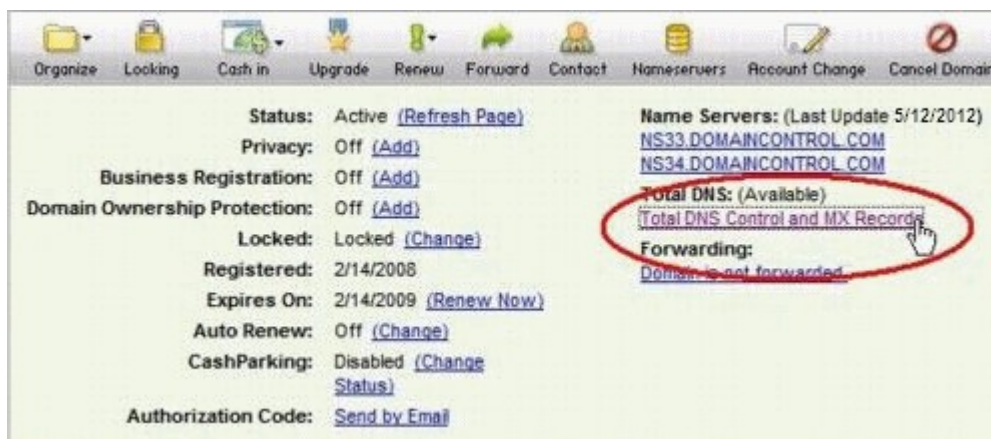 Organize Locking Cash in Upgrade Renew Forward Contact Nameservers Account Change Cancel Domain
Status: Active (Refresh Page)
Privacy: Off (Add)
Business Registration: Off (Add)
Domain Ownership Protection: Off (Add)
Locked: Locked (Change)
Registered: 2/14/2008
Expires On: 2/14/2009 (Renew Now)
Auto Renew: Off (Change)
CashParking: Disabled (Change
Status)
Authorization Code: Send by Email
Name Servers: (Last Update 5/12/2012)
NS33.DOMAINCONTROL.COM
NS34.DOMAINCONTROL.COM
Total DNS: (Available)
Total DNS Control and MX Records
Forwarding:
Domain is not forwarded.